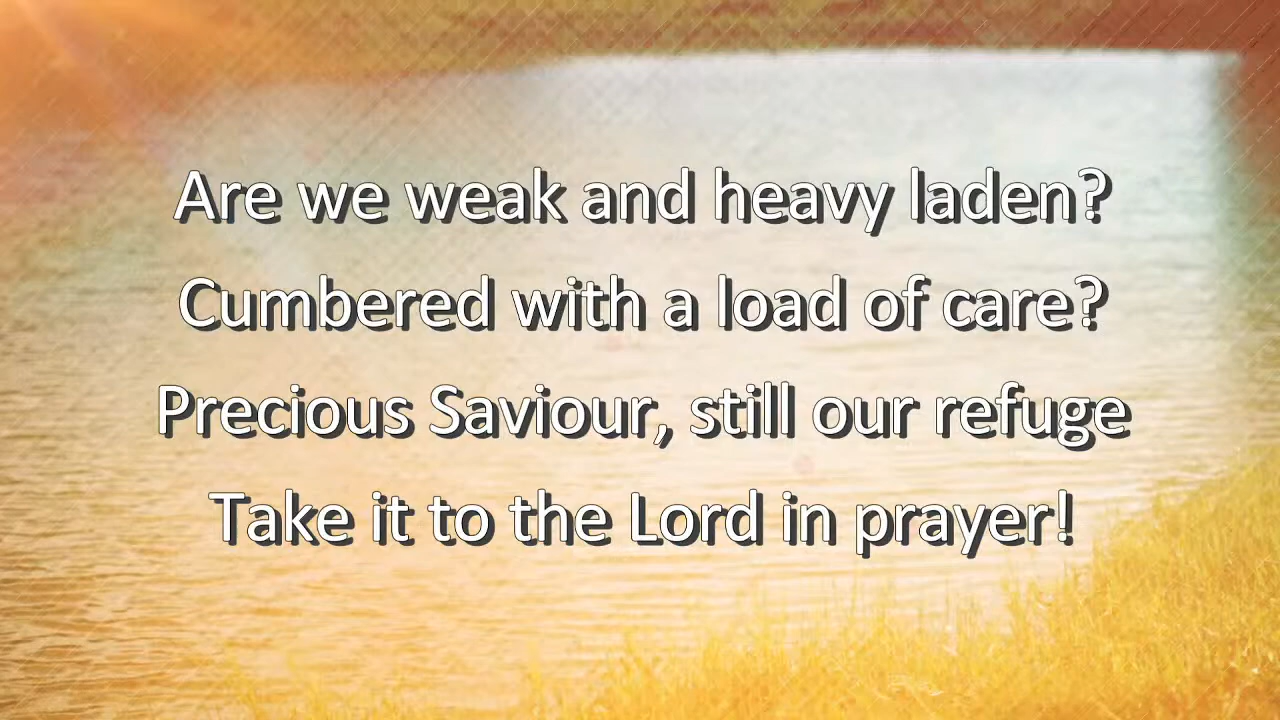 Are we weak and heavy laden?
Cumbered with a load of care?
Precious Saviour, still our refuge
Take it to the Lord in prayer!